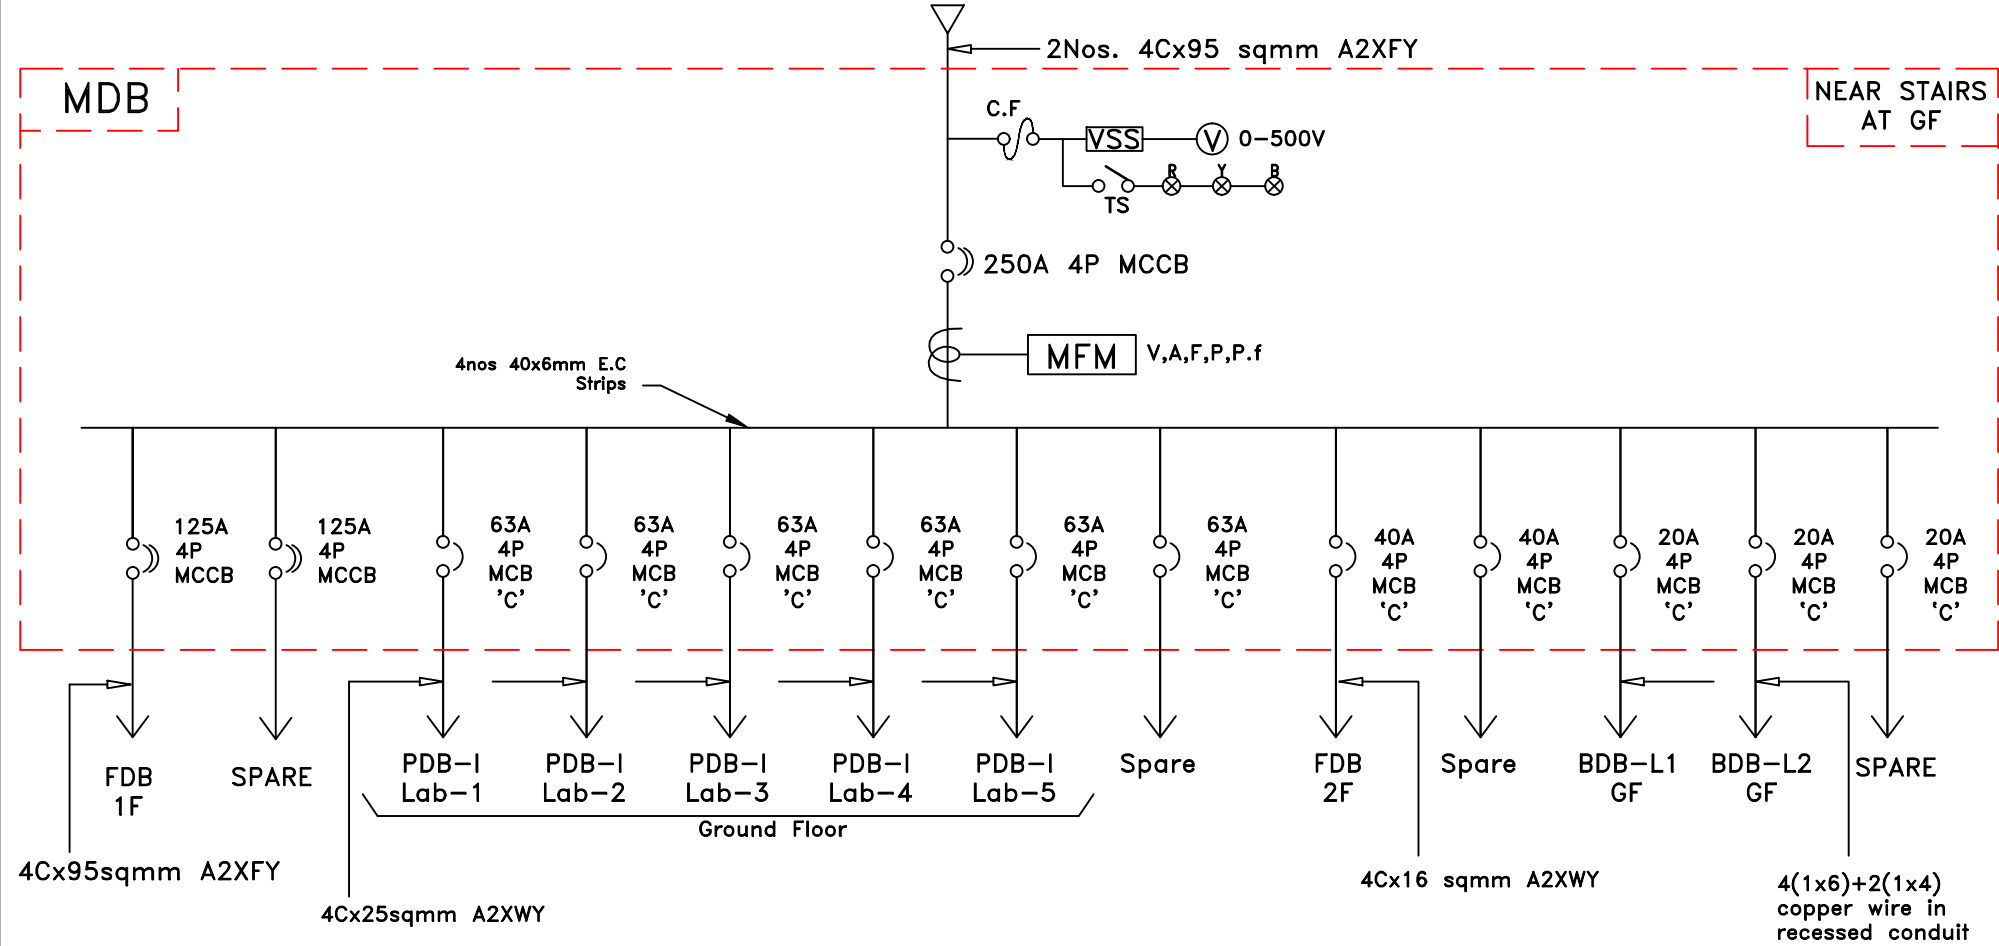 2Nos. 4Cx95 sqmm A2XFY
MDB
NEAR STAIRS
AT GF
C.F
VSS
V
0-500V
R
Y
B
TS
250A 4P MCCB
MFM
V,A,F,P,P.f
4nos 40x6mm E.C
Strips
125A
4P
MCCB
125A
4P
MCCB
63A
4P
MCB
'C'
63A
4P
MCB
'C'
63A
4P
MCB
'C'
63A
4P
MCB
'C'
63A
4P
MCB
'C'
63A
4P
MCB
'C'
40A
4P
MCB
‘C’
40A
4P
MCB
‘C’
20A
4P
MCB
‘C’
20A
4P
MCB
‘C’
20A
4P
MCB
‘C’
FDB
1F
SPARE
PDB-I
Lab-1
PDB-I
Lab-2
PDB-I
Lab-3
PDB-I
Lab-4
PDB-I
Lab-5
Ground Floor
Spare
FDB
2F
Spare
BDB-L1
GF
BDB-L2
GF
SPARE
4Cx95sqmm A2XFY
4Cx25sqmm A2XWY
4Cx16 sqmm A2XWY
4(1x6)+2(1x4)
copper wire in
recessed conduit